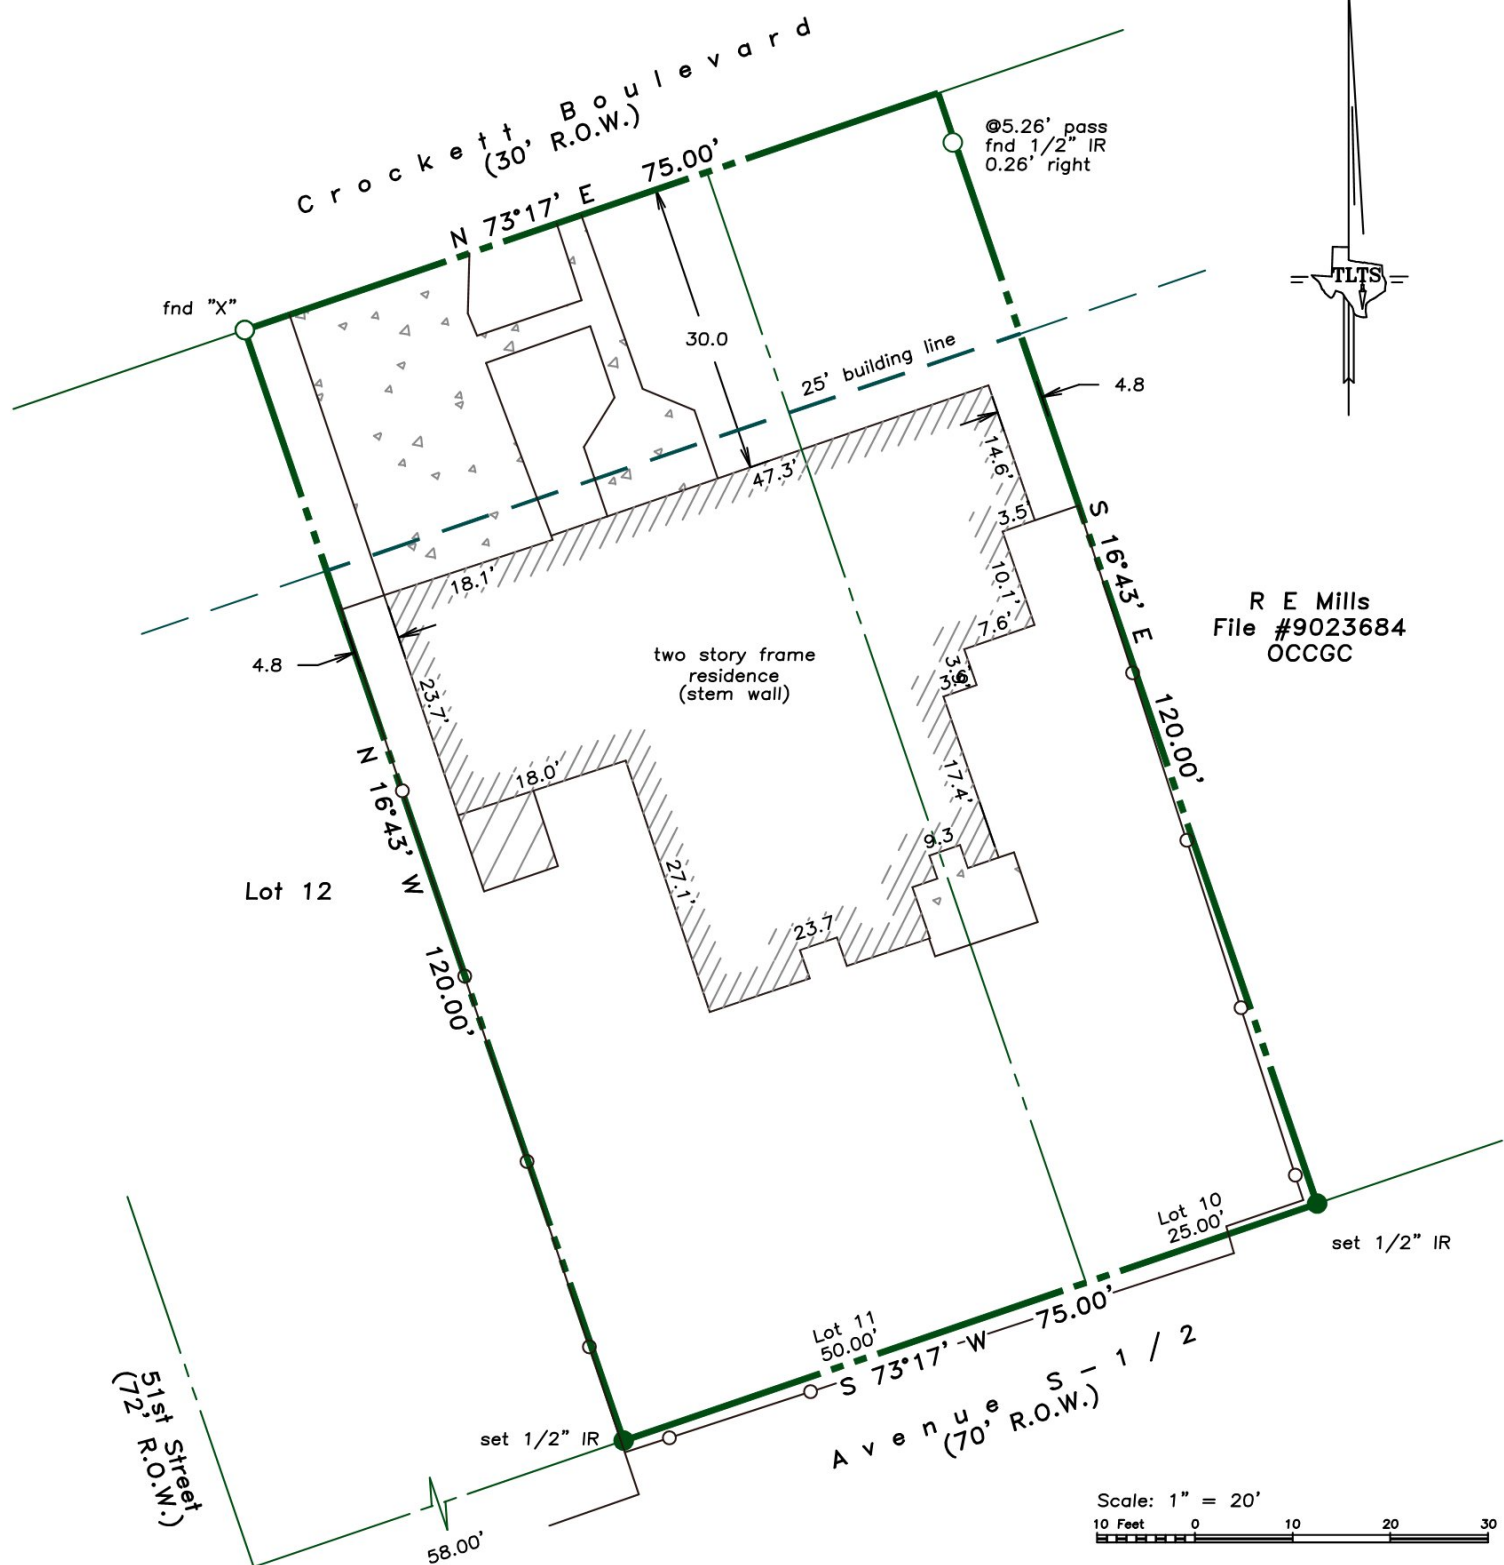 Crockett Boulevard
(30' R.O.W.)
N 73°17' E 75.00'
@5.26' pass
fnd 1/2" IR
0.26' right
fnd "X"
TLTS
30.0
25' building line
4.8
47.3'
14.6'
3.5'
S 16°43' E 120.00'
18.1'
10.1'
7.6'
R E Mills
File #9023684
OCCGC
4.8
two story frame
residence
(stem wall)
23.7'
N 16°43' W 120.00'
18.0'
17.4'
9.3
27.1'
23.7
Lot 12
Lot 10
25.00'
set 1/2" IR
Lot 11
50.00'
S 73°17' W 75.00'
Avenue S-1/2
(70' R.O.W.)
set 1/2" IR
51st Street
(72' R.O.W.)
58.00'
Scale: 1" = 20'
10 Feet 0 10 20 30